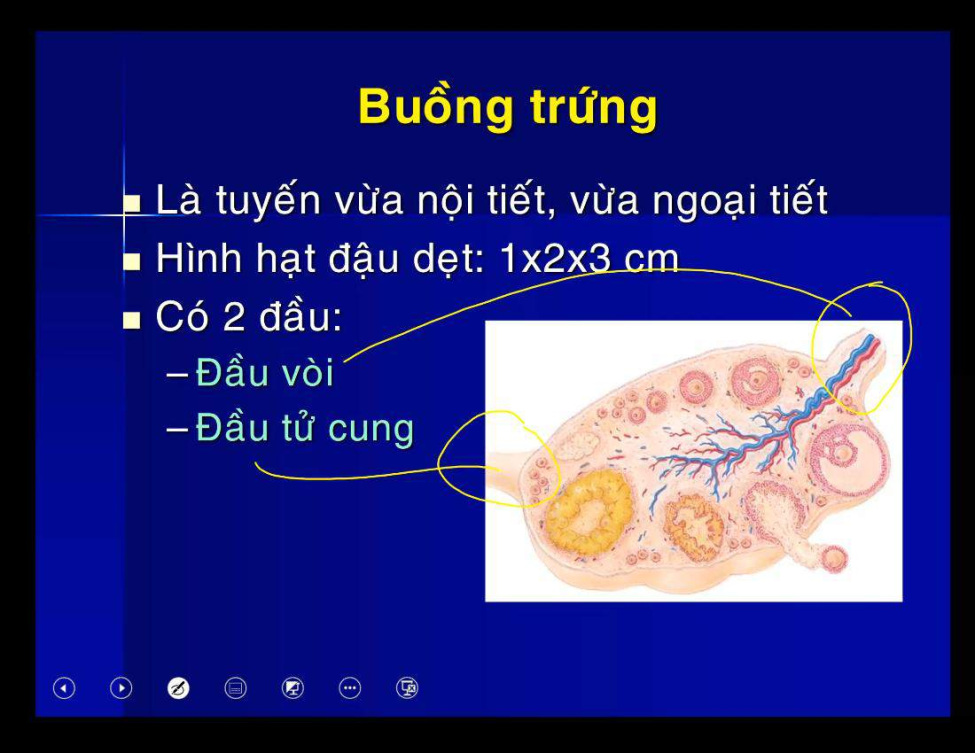 Buồng trứng
Là tuyến vừa nội tiết, vừa ngoại tiết
Hình hạt đậu dẹt: 1x2x3 cm
Có 2 đầu:
– Đầu vòi
– Đầu tử cung